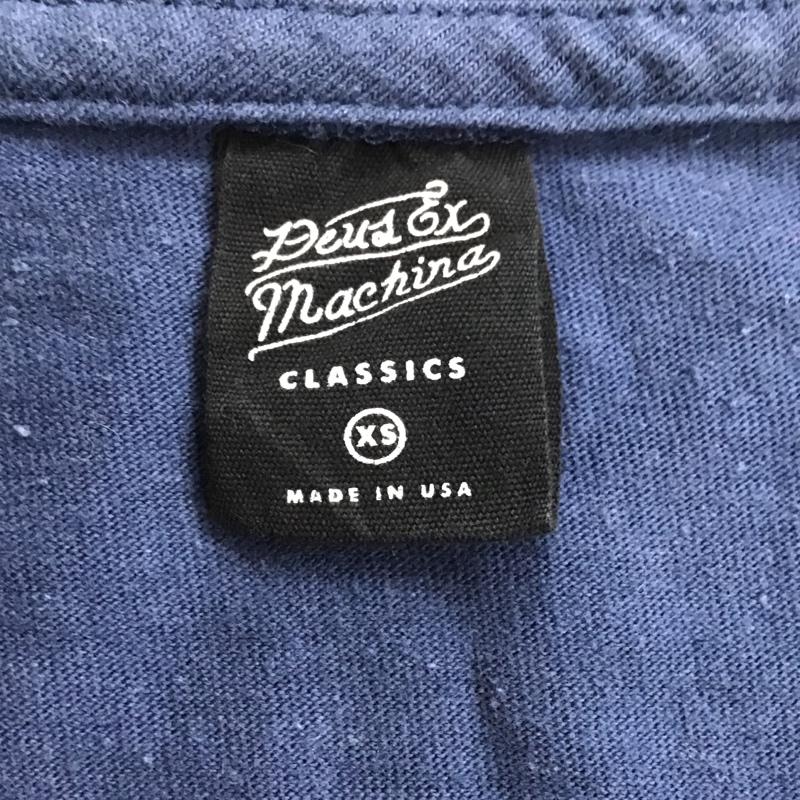 Deus Ex
Machina
CLASSICS
XS
MADE IN USA